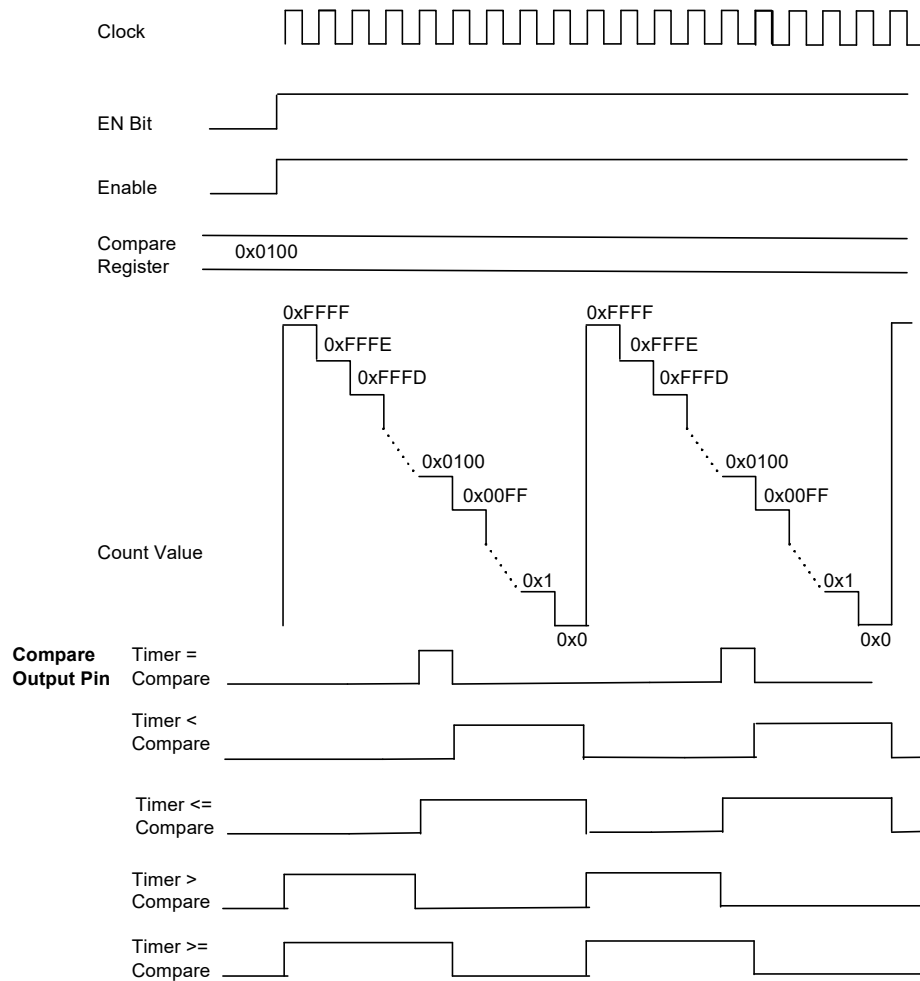 Clock
EN Bit
Enable
Compare
Register
0x0100
0xFFFF
0xFFFF
0xFFFE
0xFFFE
0xFFFD
0xFFFD
0x0100
0x0100
0x00FF
0x00FF
Count Value
0x1
0x1
0x0
0x0
Compare
Output Pin
Timer =
Compare
Timer <
Compare
Timer <=
Compare
Timer >
Compare
Timer >=
Compare